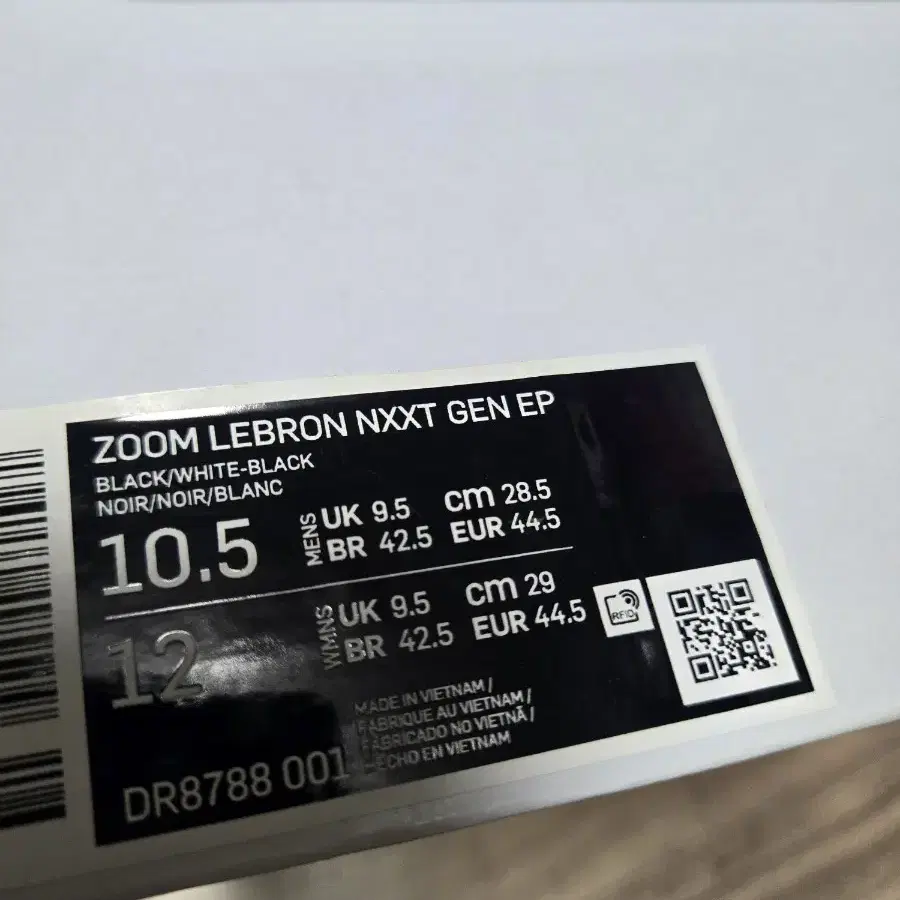 ZOOM LEBRON NXXT GEN EP
BLACK/WHITE-BLACK
NOIR/NOIR/BLANC
10.5 MENS UK 9.5 cm 28.5
BR 42.5 EUR 44.5
12 WMNS UK 9.5 cm 29
BR 42.5 EUR 44.5
RFID
MADE IN VIETNAM /
FABRIQUE AU VIETNAM /
FABRICADO NO VIETNÃ /
HECHO EN VIETNAM
DR8788 001